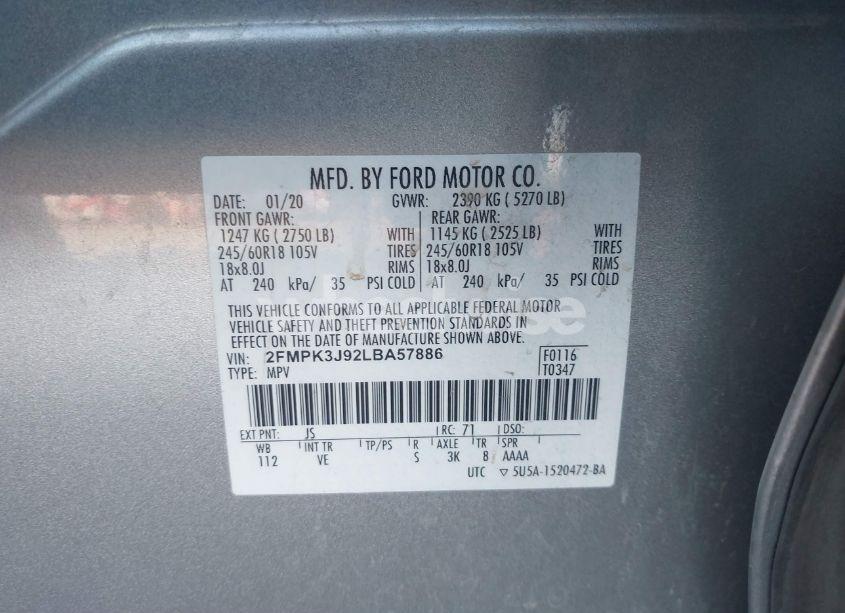 MFD. BY FORD MOTOR CO.
DATE: 01/20 GVWR: 2390 KG ( 5270 LB)
FRONT GAWR: REAR GAWR:
1247 KG ( 2750 LB) WITH 1145 KG ( 2525 LB) WITH
245/60R18 105V TIRES 245/60R18 105V TIRES
18x8.0J RIMS 18x8.0J RIMS
AT 240 kPa/ 35 PSI COLD AT 240 kPa/ 35 PSI COLD
THIS VEHICLE CONFORMS TO ALL APPLICABLE FEDERAL MOTOR
VEHICLE SAFETY AND THEFT PREVENTION STANDARDS IN
EFFECT ON THE DATE OF MANUFACTURE SHOWN ABOVE.
VIN: 2FMPK3J92LBA57886 F0116
TYPE: MPV T0347
EXT PNT: JS RC: 71 DSO:
WB INT TR TP/PS R AXLE TR SPR
112 VE S 3K 8 AAAA
UTC ▽ 5U5A-1520472-BA